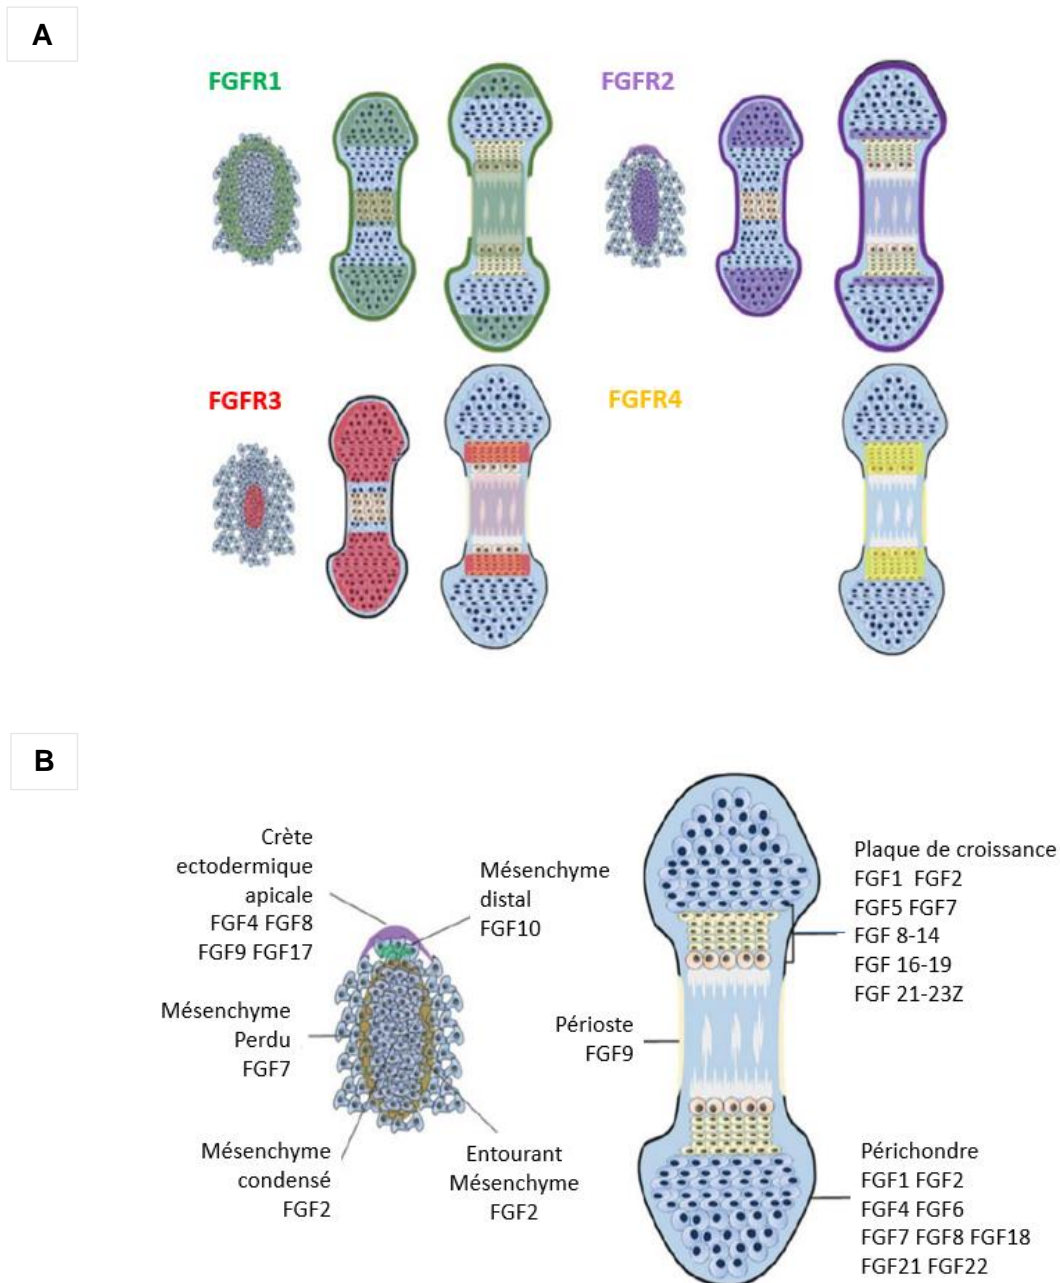 A
FGFR1
FGFR2
FGFR3
FGFR4
B
Crète
ectodermique
apicale
FGF4 FGF8
FGF9 FGF17
Mésenchyme
distal
FGF10
Mésenchyme
Perdu
FGF7
Mésenchyme
condensé
FGF2
Entourant
Mésenchyme
FGF2
Périoste
FGF9
Plaque de croissance
FGF1 FGF2
FGF5 FGF7
FGF 8-14
FGF 16-19
FGF 21-23Z
Périchondre
FGF1 FGF2
FGF4 FGF6
FGF7 FGF8 FGF18
FGF21 FGF22